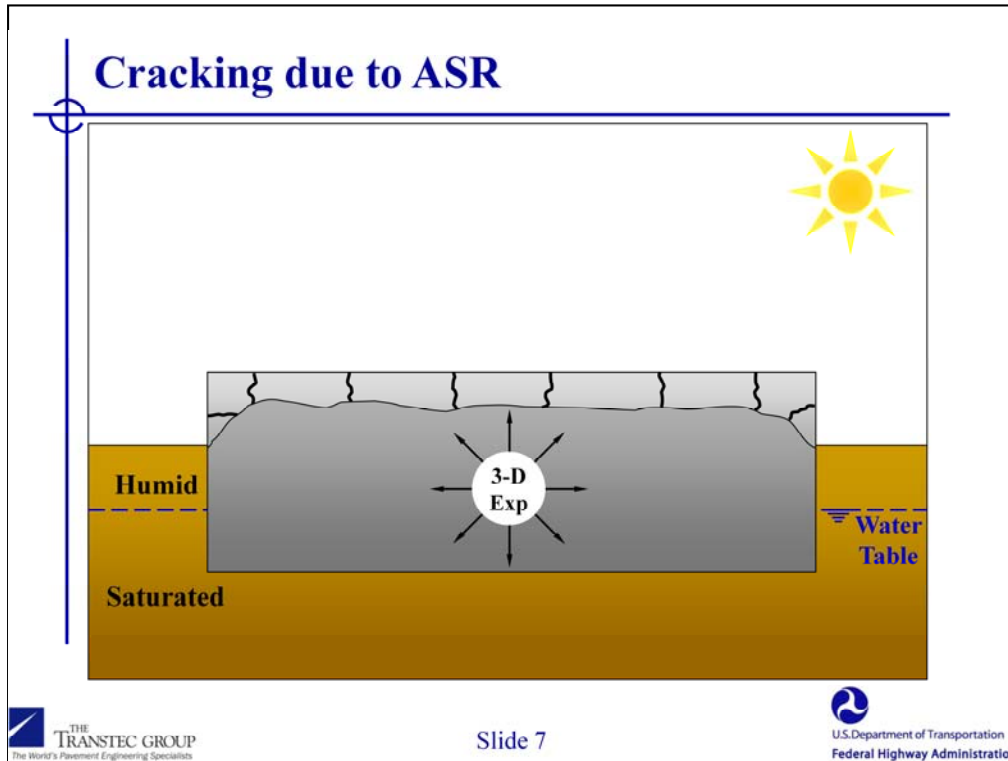 Cracking due to ASR
Humid
3-D
Exp
Water
Table
Saturated
THE
TRANSTEC GROUP
The World's Pavement Engineering Specialists
Slide 7
U.S.Department of Transportation
Federal Highway Administratio